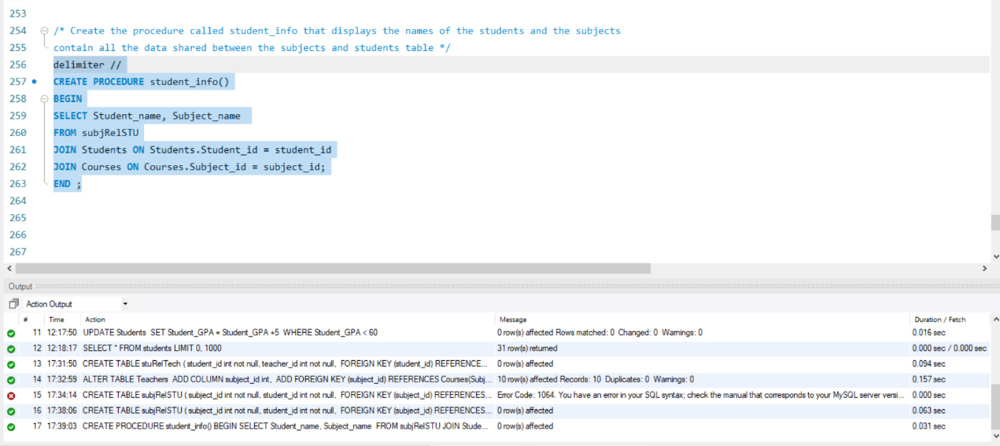 253
254 /* Create the procedure called student_info that displays the names of the students and the subjects
255 contain all the data shared between the subjects and students table */
256 delimiter //
257 CREATE PROCEDURE student_info()
258 BEGIN
259 SELECT Student_name, Subject_name
260 FROM subjRelSTU
261 JOIN Students ON Students.Student_id = student_id
262 JOIN Courses ON Courses.Subject_id = subject_id;
263 END ;
264
265
266
267
Output
Action Output
# Time Action Message Duration / Fetch
11 12:17:50 UPDATE Students SET Student_GPA = Student_GPA +5 WHERE Student_GPA < 60 0 row(s) affected Rows matched: 0 Changed: 0 Warnings: 0 0.016 sec
12 12:18:17 SELECT * FROM students LIMIT 0, 1000 31 row(s) returned 0.000 sec / 0.000 sec
13 17:31:50 CREATE TABLE stuRelTech ( student_id int not null, teacher_id int not null, FOREIGN KEY (student_id) REFERENCE... 0 row(s) affected 0.094 sec
14 17:32:59 ALTER TABLE Teachers ADD COLUMN subject_id int, ADD FOREIGN KEY (subject_id) REFERENCES Courses(Subj... 10 row(s) affected Records: 10 Duplicates: 0 Warnings: 0 0.157 sec
15 17:34:14 CREATE TABLE subjRelSTU ( subject_id int not null, student_id int not null, FOREIGN KEY (subject_id) REFERENCES... Error Code: 1064. You have an error in your SQL syntax; check the manual that corresponds to your MySQL server versi... 0.000 sec
16 17:38:06 CREATE TABLE subjRelSTU ( subject_id int not null, student_id int not null, FOREIGN KEY (subject_id) REFERENCES... 0 row(s) affected 0.063 sec
17 17:39:03 CREATE PROCEDURE student_info() BEGIN SELECT Student_name, Subject_name FROM subjRelSTU JOIN Stude... 0 row(s) affected 0.031 sec